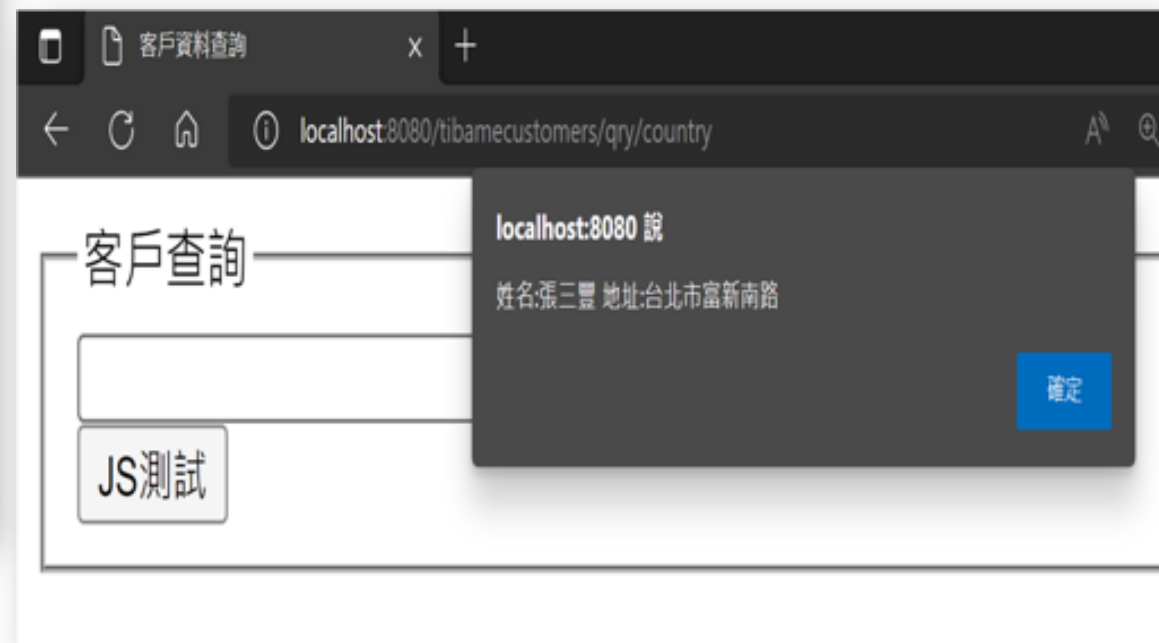 客戶資料查詢
localhost:8080/tibamecustomers/qry/country
localhost:8080 說
姓名:張三豐 地址:台北市富新南路
確定
客戶查詢
JS測試